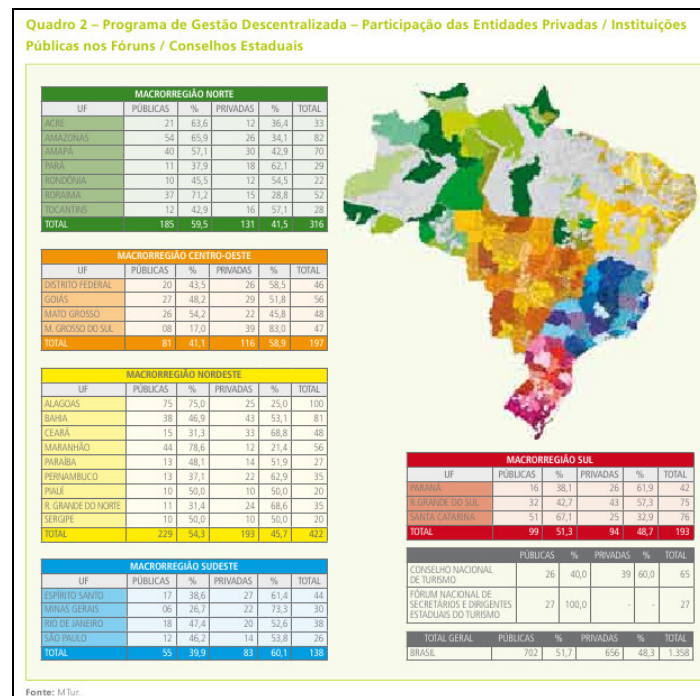 Quadro 2 – Programa de Gestão Descentralizada – Participação das Entidades Privadas / Instituições
Públicas nos Fóruns / Conselhos Estaduais
MACRORREGIÃO NORTE
UF PÚBLICAS % PRIVADAS % TOTAL
ACRE 21 63,6 12 36,4 33
AMAZONAS 54 65,9 26 34,1 82
AMAPÁ 40 57,1 30 42,9 70
PARÁ 11 37,9 18 62,1 29
RONDÔNIA 10 45,5 12 54,5 22
RORAIMA 37 71,2 15 28,8 52
TOCANTINS 12 42,9 16 57,1 28
TOTAL 185 59,5 131 41,5 316
MACRORREGIÃO CENTRO-OESTE
UF PÚBLICAS % PRIVADAS % TOTAL
DISTRITO FEDERAL 20 43,5 26 58,5 46
GOIÁS 27 48,2 29 51,8 56
MATO GROSSO 26 54,2 22 45,8 48
M. GROSSO DO SUL 08 17,0 39 83,0 47
TOTAL 81 41,1 116 58,9 197
MACRORREGIÃO NORDESTE
UF PÚBLICAS % PRIVADAS % TOTAL
ALAGOAS 75 75,0 25 25,0 100
BAHIA 38 46,9 43 53,1 81
CEARÁ 15 31,3 33 68,8 48
MARANHÃO 44 78,6 12 21,4 56
PARAÍBA 13 48,1 14 51,9 27
PERNAMBUCO 13 37,1 22 62,9 35
PIAUÍ 10 50,0 10 50,0 20
R. GRANDE DO NORTE 11 31,4 24 68,6 35
SERGIPE 10 50,0 10 50,0 20
TOTAL 229 54,3 193 45,7 422
MACRORREGIÃO SUDESTE
UF PÚBLICAS % PRIVADAS % TOTAL
ESPÍRITO SANTO 17 38,6 27 61,4 44
MINAS GERAIS 06 26,7 22 73,3 30
RIO DE JANEIRO 18 47,4 20 52,6 38
SÃO PAULO 12 46,2 14 53,8 26
TOTAL 55 39,9 83 60,1 138
MACRORREGIÃO SUL
UF PÚBLICAS % PRIVADAS % TOTAL
PARANÁ 16 38,1 26 61,9 42
R.GRANDE DO SUL 32 42,7 43 57,3 75
SANTA CATARINA 51 67,1 25 32,9 76
TOTAL 99 51,3 94 48,7 193
PÚBLICAS % PRIVADAS % TOTAL
CONSELHO NACIONAL
DE TURISMO 26 40,0 39 60,0 65
FÓRUM NACIONAL DE
SECRETÁRIOS E DIRIGENTES
ESTADUAIS DO TURISMO 27 100,0 - - 27
TOTAL GERAL PÚBLICAS % PRIVADAS % TOTAL
BRASIL 702 51,7 656 48,3 1.358
Fonte: MTur.